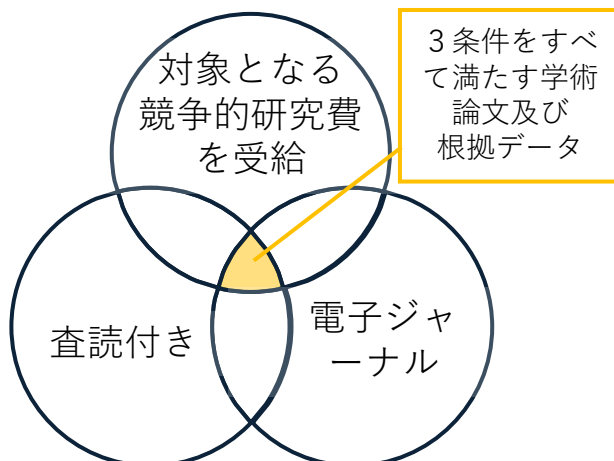 対象となる
競争的研究費
を受給
３条件をすべ
て満たす学術
論文及び
根拠データ
査読付き
電子ジャ
ーナル